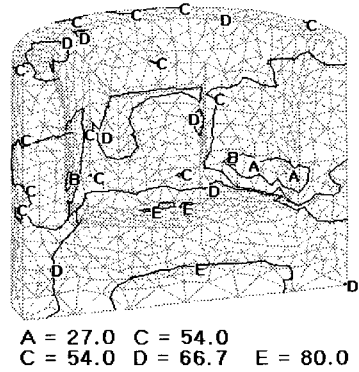 C C C D C
D D
C C
C
D
C C D
B A A
B C C D
C
C E E
D E
D
A = 27.0 C = 54.0
C = 54.0 D = 66.7 E = 80.0